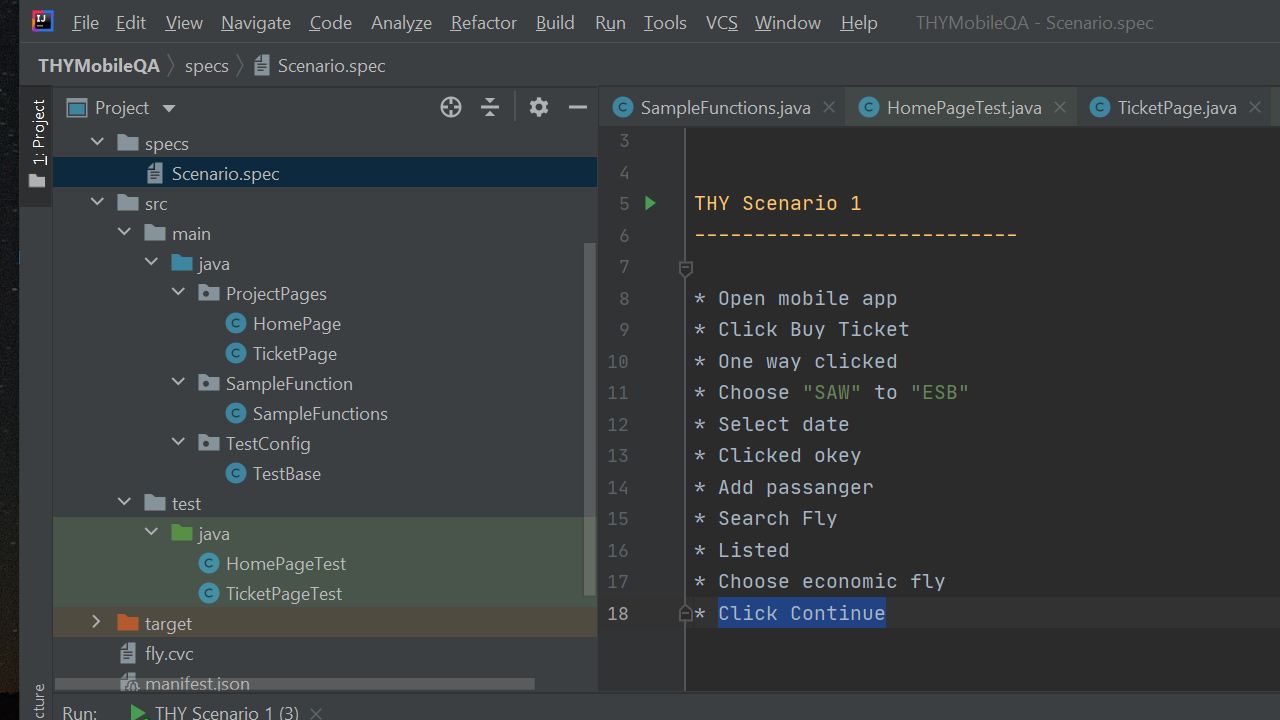 File Edit View Navigate Code Analyze Refactor Build Run Tools VCS Window Help THYMobileQA - Scenario.spec
THYMobileQA specs Scenario.spec
1: Project
Project
specs
Scenario.spec
src
main
java
ProjectPages
HomePage
TicketPage
SampleFunction
SampleFunctions
TestConfig
TestBase
test
java
HomePageTest
TicketPageTest
target
fly.cvc
manifest.json
SampleFunctions.java HomePageTest.java TicketPage.java
3
4
5 THY Scenario 1
6 ---------------------------
7
8 * Open mobile app
9 * Click Buy Ticket
10 * One way clicked
11 * Choose "SAW" to "ESB"
12 * Select date
13 * Clicked okey
14 * Add passanger
15 * Search Fly
16 * Listed
17 * Choose economic fly
18 * Click Continue
Run: THY Scenario 1 (3)